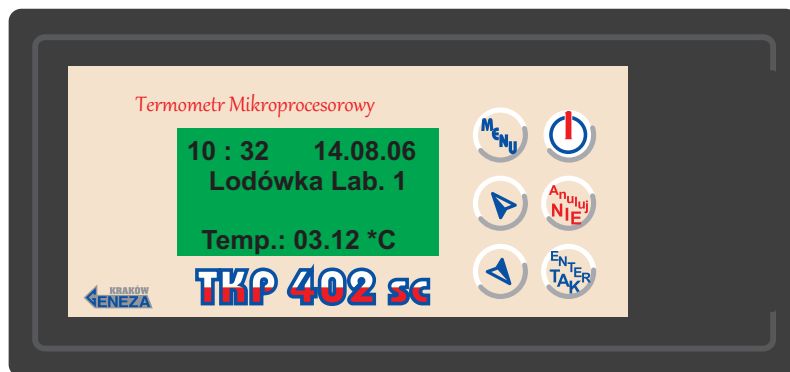 Termometr Mikroprocesorowy
10 : 32 14.08.06
Lodówka Lab. 1
Temp.: 03.12 *C
TKP 402 sc
KRAKÓW
GENEZA
MENU
Anuluj
NIE
ENTER
TAK